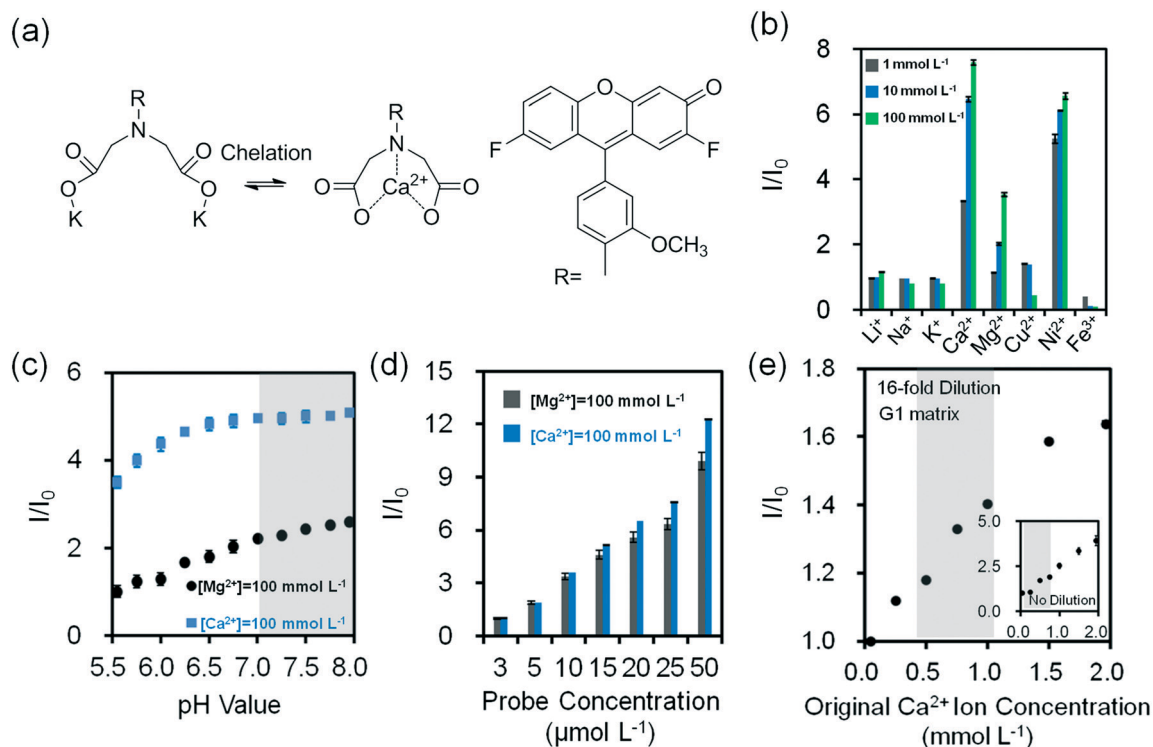 (a)
R
N
O
O
O
O
K
K
Chelation
R
N
Ca²⁺
O
O
O
O
O
O
F
F
OCH₃
R=
(b)
I/I₀
8
6
4
2
0
1 mmol L⁻¹
10 mmol L⁻¹
100 mmol L⁻¹
Li⁺
Na⁺
K⁺
Ca²⁺
Mg²⁺
Cu²⁺
Ni²⁺
Fe³⁺
(c)
I/I₀
6
4
2
0
[Mg²⁺]=100 mmol L⁻¹
[Ca²⁺]=100 mmol L⁻¹
5.5 6.0 6.5 7.0 7.5 8.0
pH Value
(d)
I/I₀
15
12
9
6
3
0
[Mg²⁺]=100 mmol L⁻¹
[Ca²⁺]=100 mmol L⁻¹
3 5 10 15 20 25 50
Probe Concentration
(µmol L⁻¹)
(e)
I/I₀
1.8
1.6
1.4
1.2
1.0
16-fold Dilution
G1 matrix
5.0
2.5
0.0
No Dilution
0.0 1.0 2.0
0.0 0.5 1.0 1.5 2.0
Original Ca²⁺ Ion Concentration
(mmol L⁻¹)